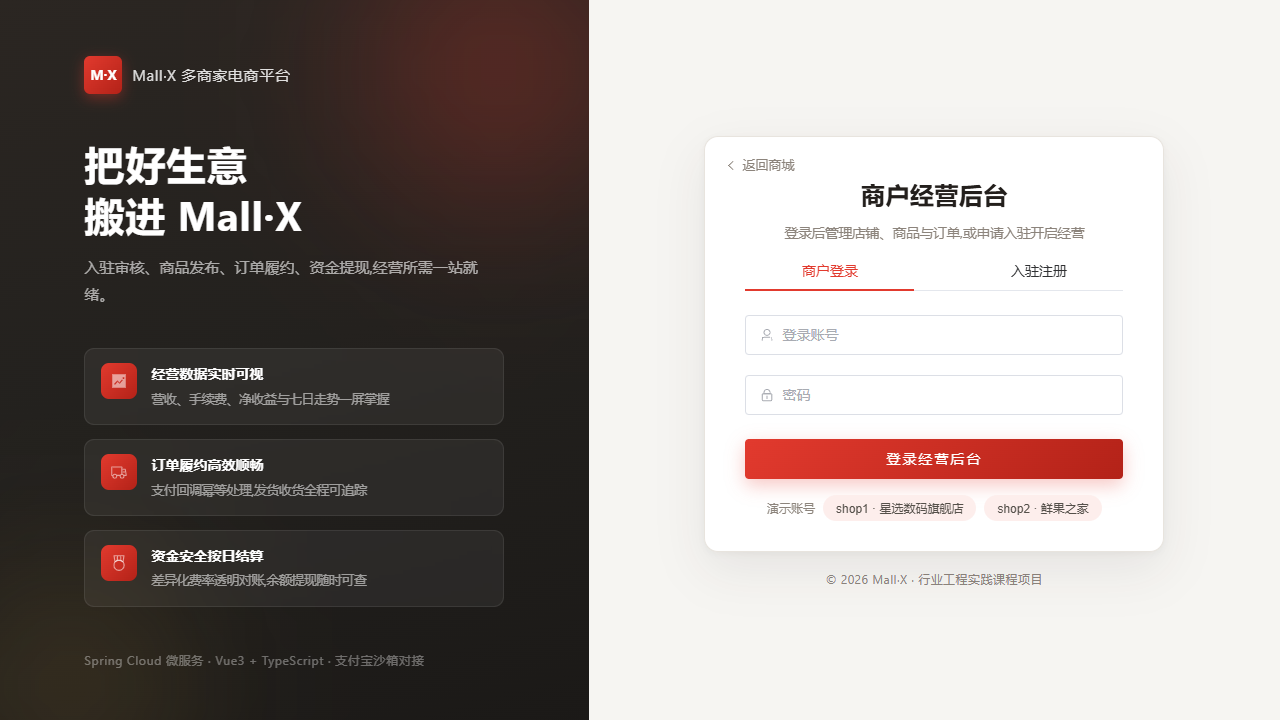 M·X
Mall·X 多商家电商平台
把好生意
搬进 Mall·X
入驻审核、商品发布、订单履约、资金提现,经营所需一站就
绪。
经营数据实时可视
营收、手续费、净收益与七日走势一屏掌握
订单履约高效顺畅
支付回调幂等处理,发货收货全程可追踪
资金安全按日结算
差异化费率透明对账,余额提现随时可查
Spring Cloud 微服务 · Vue3 + TypeScript · 支付宝沙箱对接
返回商城
商户经营后台
登录后管理店铺、商品与订单,或申请入驻开启经营
商户登录
入驻注册
登录账号
密码
登录经营后台
演示账号
shop1 · 星选数码旗舰店
shop2 · 鲜果之家
© 2026 Mall·X · 行业工程实践课程项目